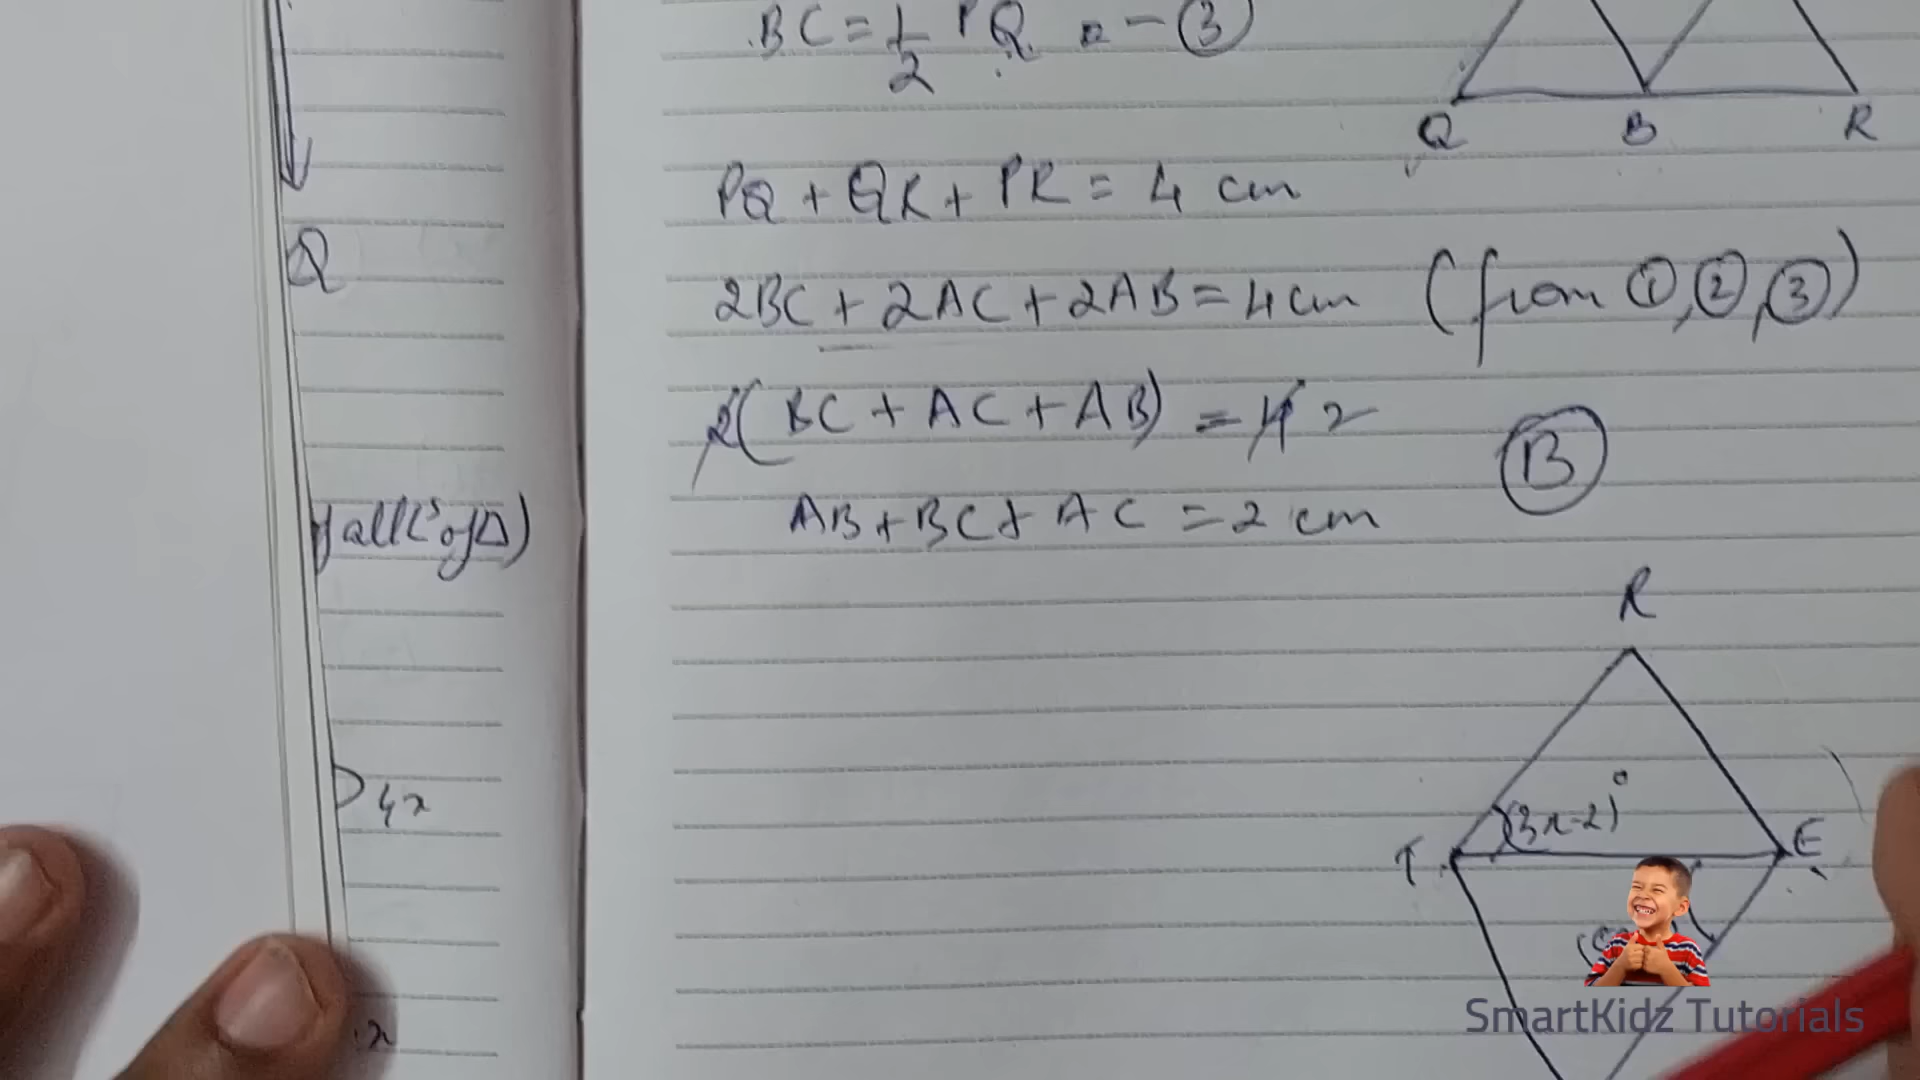 BC = 1/2 PQ - ③
Q B R
PQ + QR + PR = 4 cm
Q
2BC + 2AC + 2AB = 4 cm (from ①, ②, ③)
2(BC + AC + AB) = 4 2
B
AB + BC + AC = 2 cm
of Δ)
R
4x
(3x-2)°
T E
x
SmartKidz Tutorials